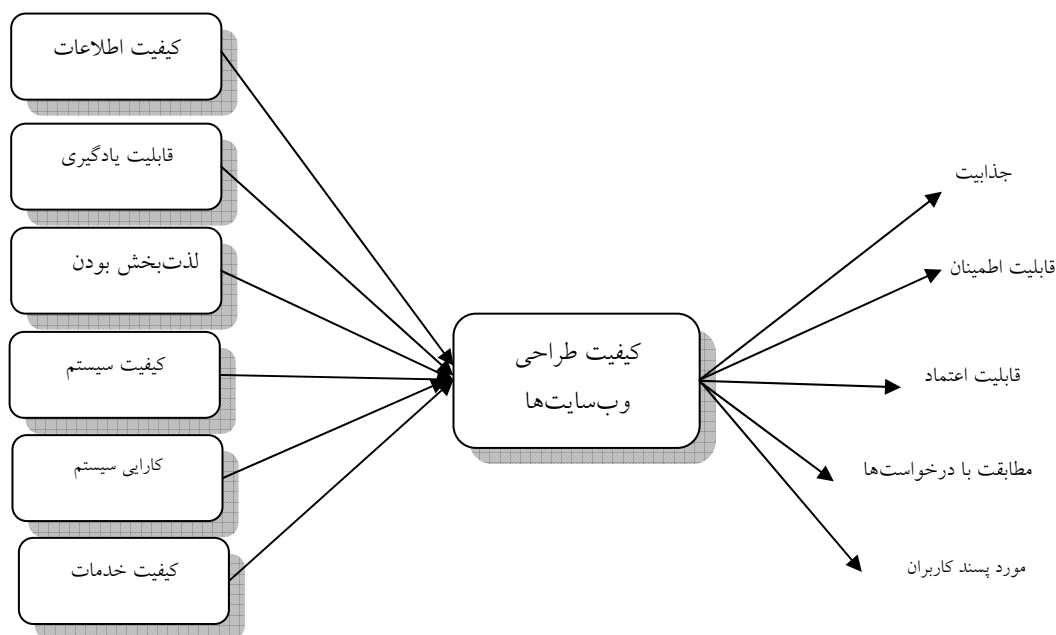 کیفیت اطلاعات
قابلیت یادگیری
لذت‌بخش بودن
کیفیت سیستم
کارایی سیستم
کیفیت خدمات
کیفیت طراحی
وب‌سایت‌ها
جذابیت
قابلیت اطمینان
قابلیت اعتماد
مطابقت با درخواست‌ها
مورد پسند کاربران